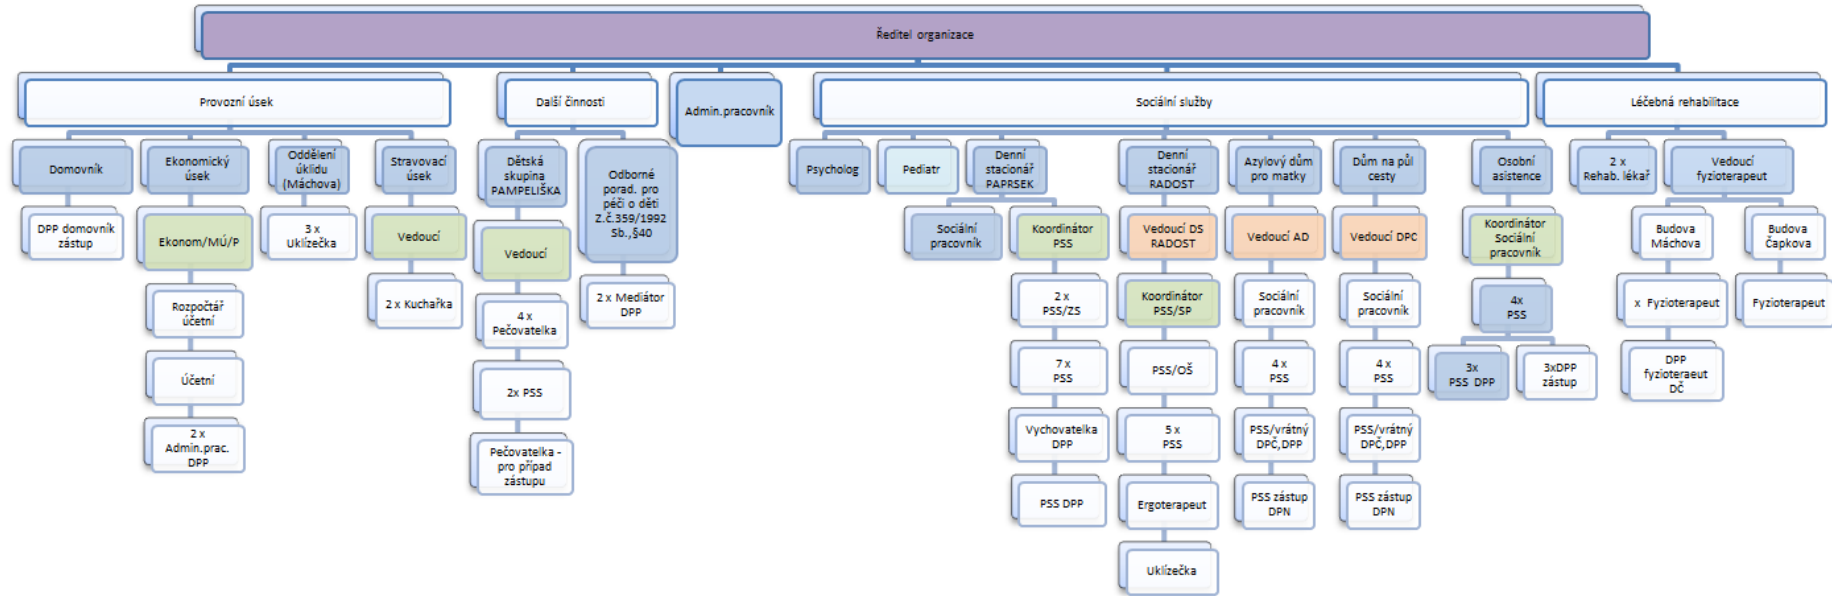 Ředitel organizace
Provozní úsek
Další činnosti
Admin.pracovník
Sociální služby
Léčebná rehabilitace
Domovník
Ekonomický
úsek
Oddělení
úklidu
(Máchova)
Stravovací
úsek
Dětská
skupina
PAMPELIŠKA
Odborné
porad. pro
péči o děti
Z.č.359/1992
Sb.,§40
Psycholog
Pediatr
Denní
stacionář
PAPRSEK
Denní
stacionář
RADOST
Azylový dům
pro matky
Dům na půl
cesty
Osobní
asistence
2 x
Rehab. lékař
Vedoucí
fyzioterapeut
DPP domovník
zástup
Ekonom/MÚ/P
3 x
Uklízečka
Vedoucí
Vedoucí
Sociální
pracovník
Koordinátor
PSS
Vedoucí DS
RADOST
Vedoucí AD
Vedoucí DPC
Koordinátor
Sociální
pracovník
Budova
Máchova
Budova
Čapkova
Rozpočtář
účetní
2 x Kuchařka
4 x
Pečovatelka
2 x Mediátor
DPP
2 x
PSS/ZS
Koordinátor
PSS/SP
Sociální
pracovník
Sociální
pracovník
4x
PSS
x Fyzioterapeut
Fyzioterapeut
Účetní
2x PSS
7 x
PSS
PSS/OŠ
4 x
PSS
4 x
PSS
3x
PSS DPP
3xDPP
zástup
DPP
fyzioteraeut
DČ
2 x
Admin.prac.
DPP
Pečovatelka -
pro případ
zástupu
Vychovatelka
DPP
5 x
PSS
PSS/vrátný
DPČ,DPP
PSS/vrátný
DPČ,DPP
PSS DPP
Ergoterapeut
PSS zástup
DPN
PSS zástup
DPN
Uklízečka